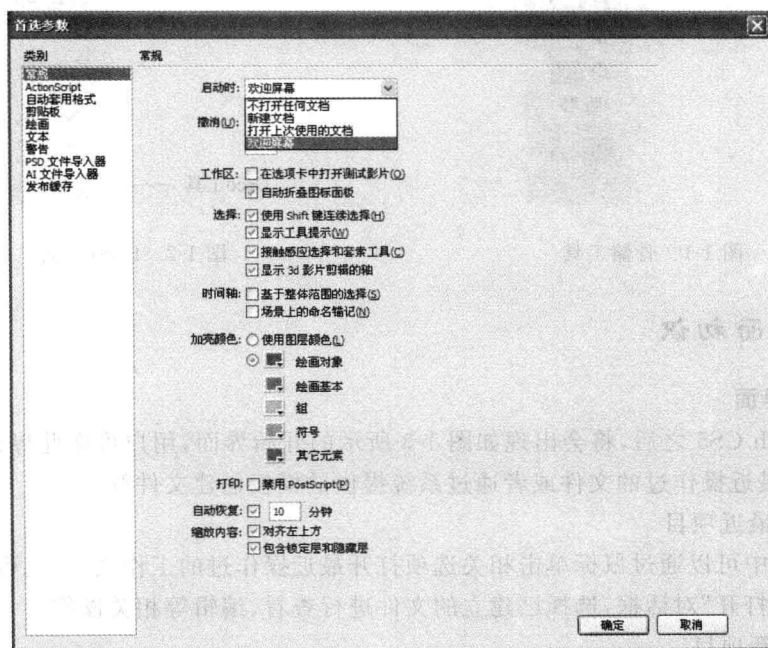 首选参数
类别
常规
ActionScript
自动套用格式
剪贴板
绘画
文本
警告
PSD 文件导入器
AI 文件导入器
发布缓存
常规
启动时: 欢迎屏幕
不打开任何文档
新建文档
打开上次使用的文档
欢迎屏幕
撤消(U):
工作区: 在选项卡中打开测试影片(O)
自动折叠图标面板
选择: 使用 Shift 键连续选择(H)
显示工具提示(W)
接触感应选择和套索工具(C)
显示 3d 影片剪辑的轴
时间轴: 基于整体范围的选择(S)
场景上的命名锚记(N)
加亮颜色: 使用图层颜色(L)
绘画对象
绘画基本
组
符号
其它元素
打印: 禁用 PostScript(P)
自动恢复: 10 分钟
缩放内容: 对齐左上方
包含锁定层和隐藏层
确定 取消